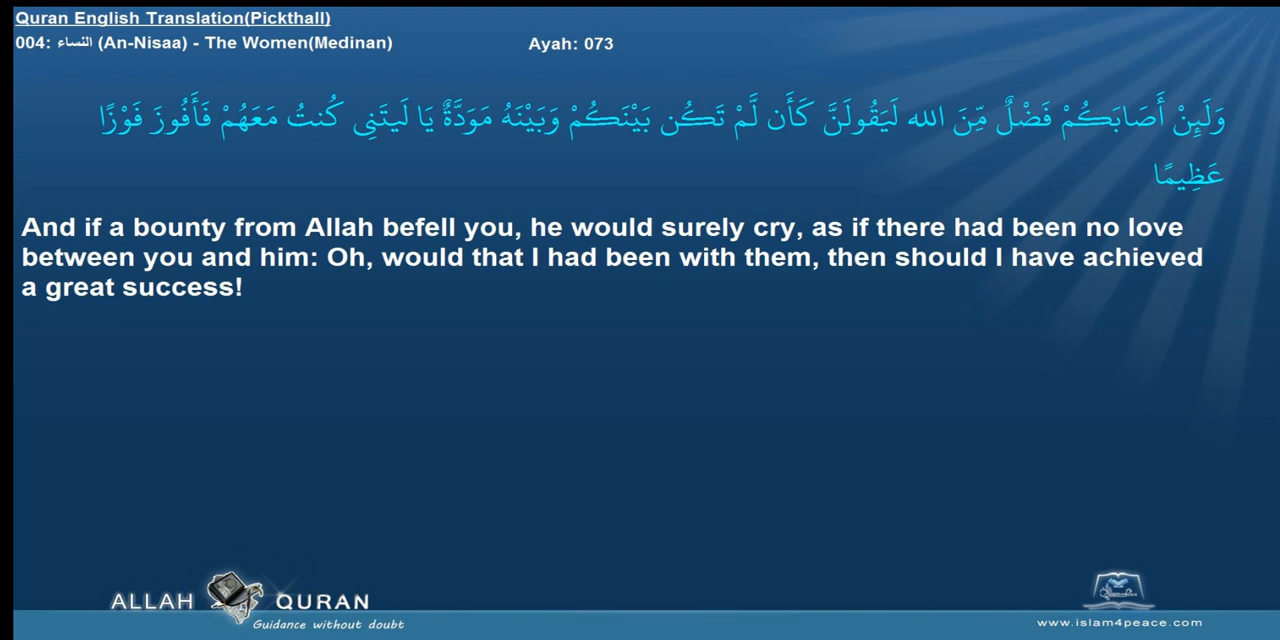 Quran English Translation(Pickthall)
004: النساء (An-Nisaa) - The Women(Medinan) Ayah: 073
وَلَئِنْ أَصَابَكُمْ فَضْلٌ مِّنَ الله لَيَقُولَنَّ كَأَن لَّمْ تَكُن بَيْنَكُمْ وَبَيْنَهُ مَوَدَّةٌ يَا لَيتَنِى كُنتُ مَعَهُمْ فَأَفُوزَ فَوْزًا
عَظِيمًا
And if a bounty from Allah befell you, he would surely cry, as if there had been no love
between you and him: Oh, would that I had been with them, then should I have achieved
a great success!
ALLAH QURAN
Guidance without doubt
www.islam4peace.com